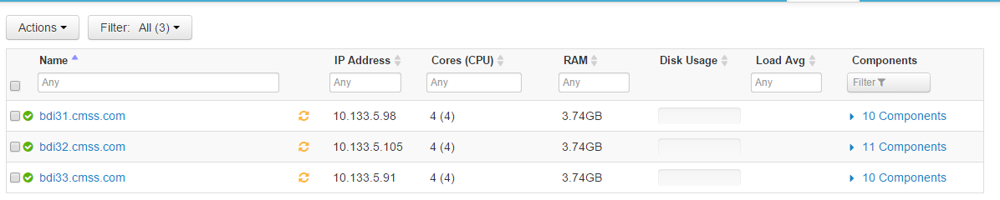 Actions Filter: All (3)
Name IP Address Cores (CPU) RAM Disk Usage Load Avg Components
Any Any Any Any Any Filter
bdi31.cmss.com 10.133.5.98 4 (4) 3.74GB 10 Components
bdi32.cmss.com 10.133.5.105 4 (4) 3.74GB 11 Components
bdi33.cmss.com 10.133.5.91 4 (4) 3.74GB 10 Components